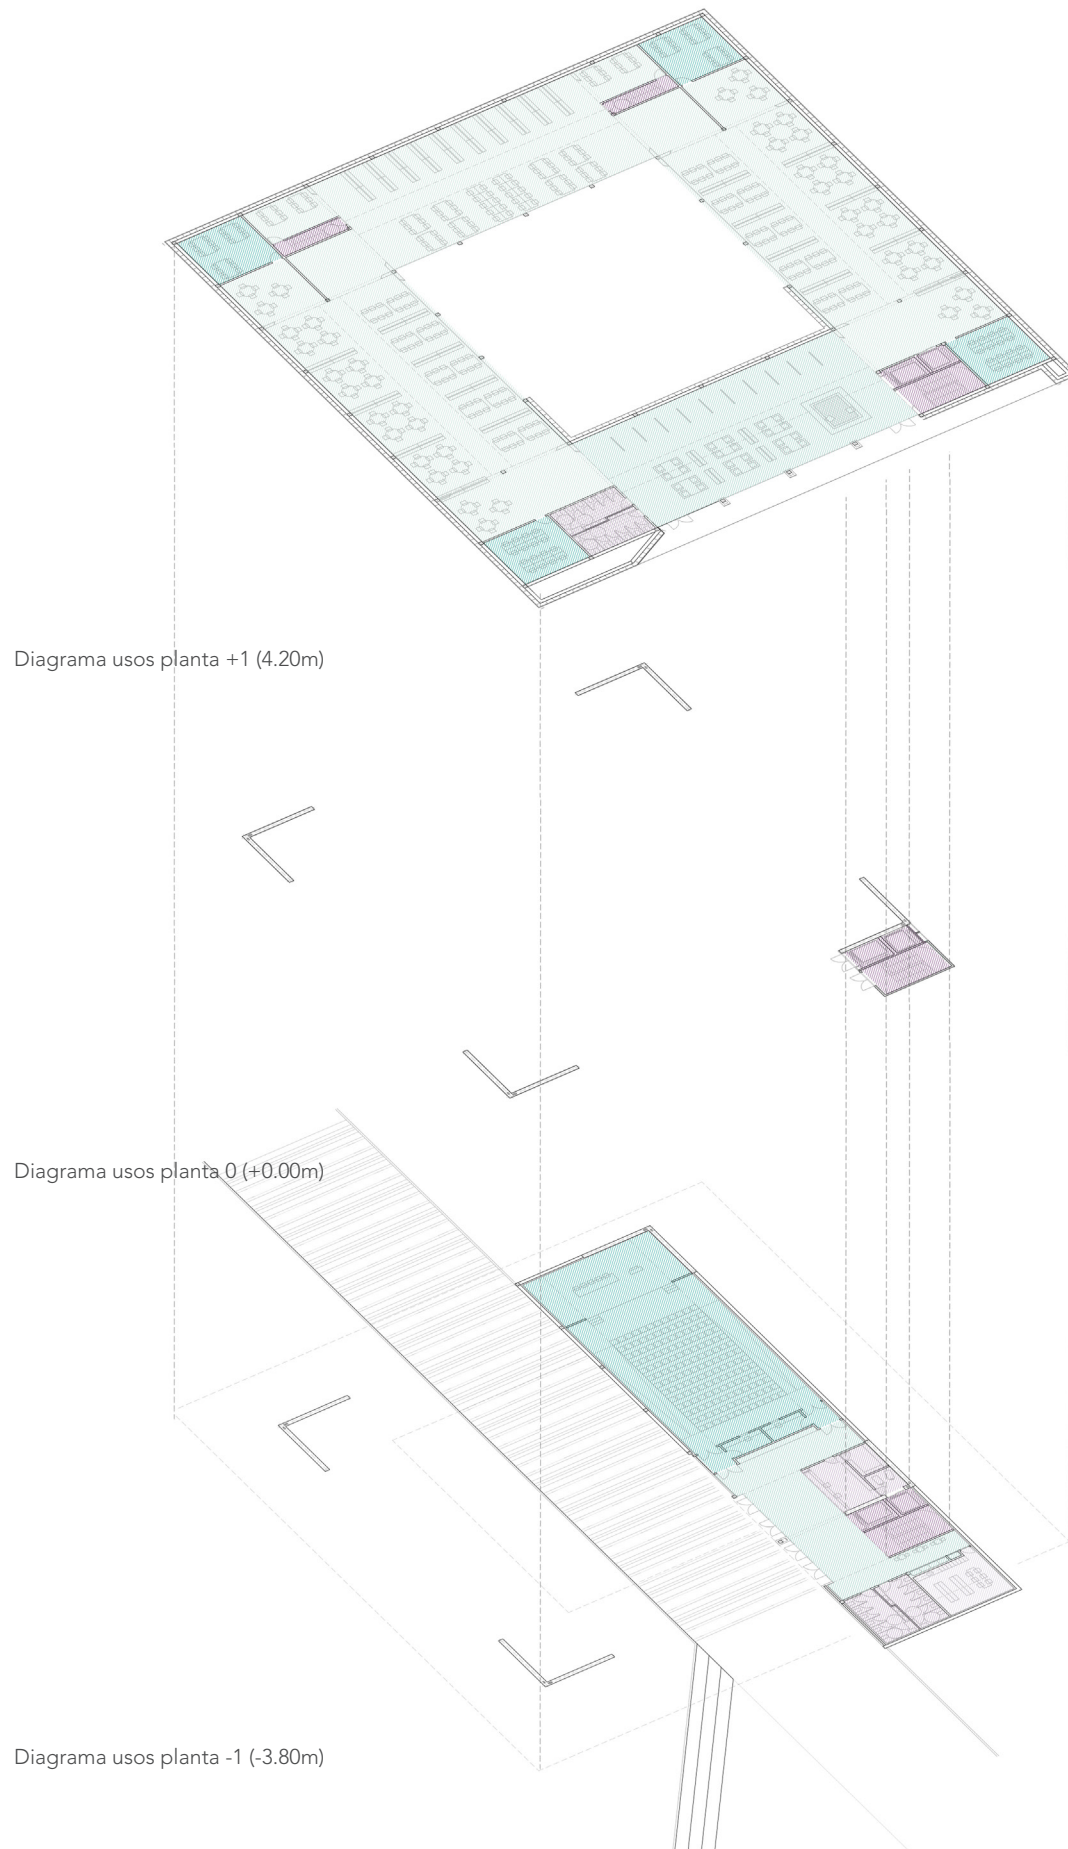 Diagrama usos planta +1 (4.20m)
Diagrama usos planta 0 (+0.00m)
Diagrama usos planta -1 (-3.80m)